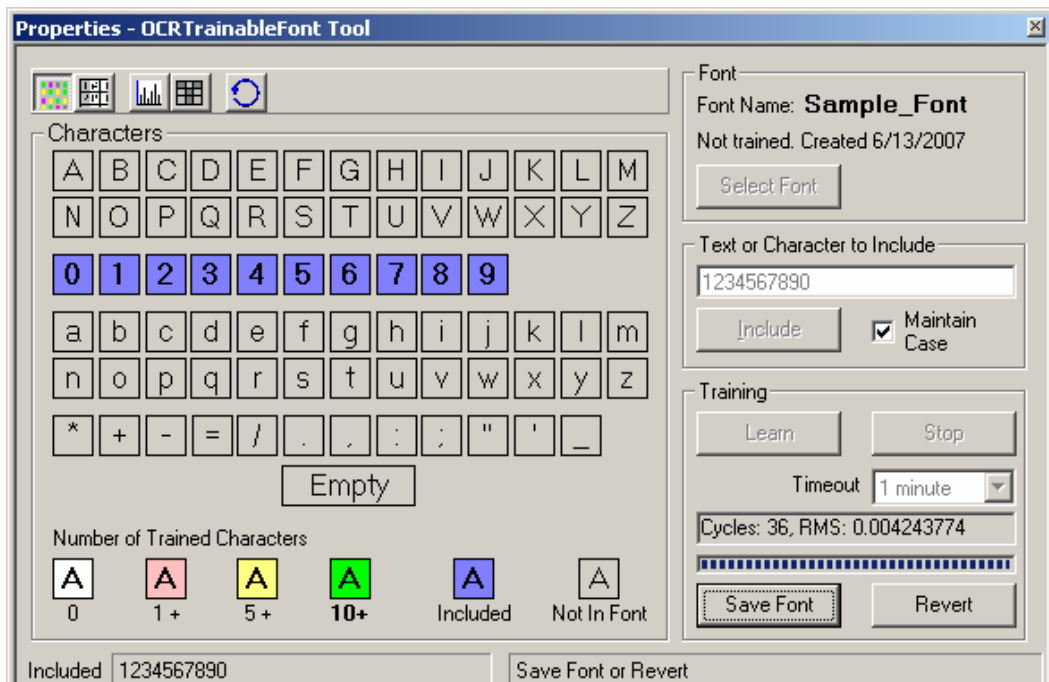 Properties - OCRTrainableFont Tool
Characters
A B C D E F G H I J K L M
N O P Q R S T U V W X Y Z
0 1 2 3 4 5 6 7 8 9
a b c d e f g h i j k l m
n o p q r s t u v w x y z
* + - = / . , : ; " ' _
Empty
Number of Trained Characters
A A A A A A
0 1 + 5 + 10+ Included Not In Font
Font
Font Name: Sample_Font
Not trained. Created 6/13/2007
Select Font
Text or Character to Include
1234567890
Include
Maintain
Case
Training
Learn Stop
Timeout 1 minute
Cycles: 36, RMS: 0.004243774
Save Font Revert
Included 1234567890 Save Font or Revert